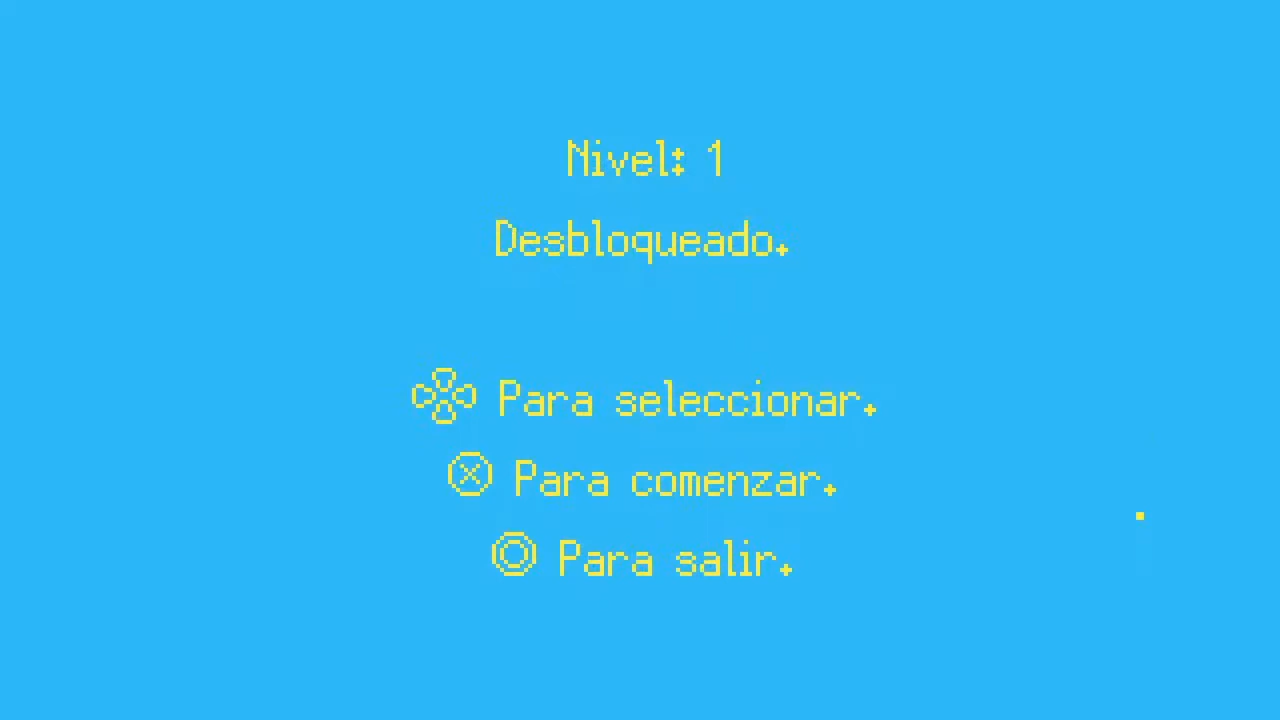 Nivel: 1
Desbloqueado.
Para seleccionar.
Para comenzar.
Para salir.